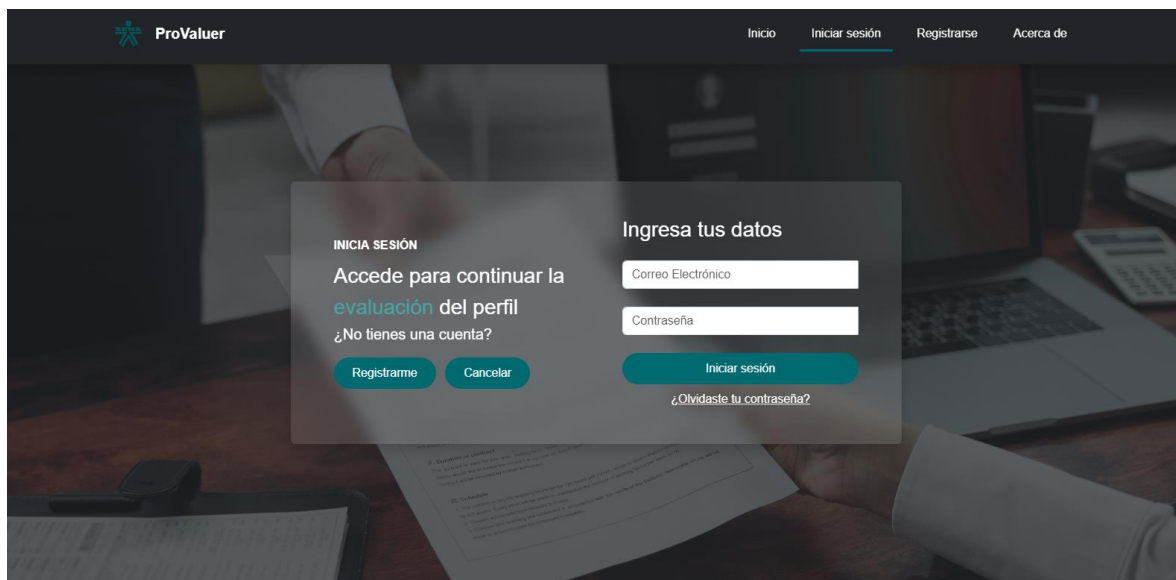 SENA
ProValuer
Inicio
Iniciar sesión
Registrarse
Acerca de
INICIA SESIÓN
Accede para continuar la
evaluación del perfil
¿No tienes una cuenta?
Registrarme
Cancelar
Ingresa tus datos
Correo Electrónico
Contraseña
Iniciar sesión
¿Olvidaste tu contraseña?